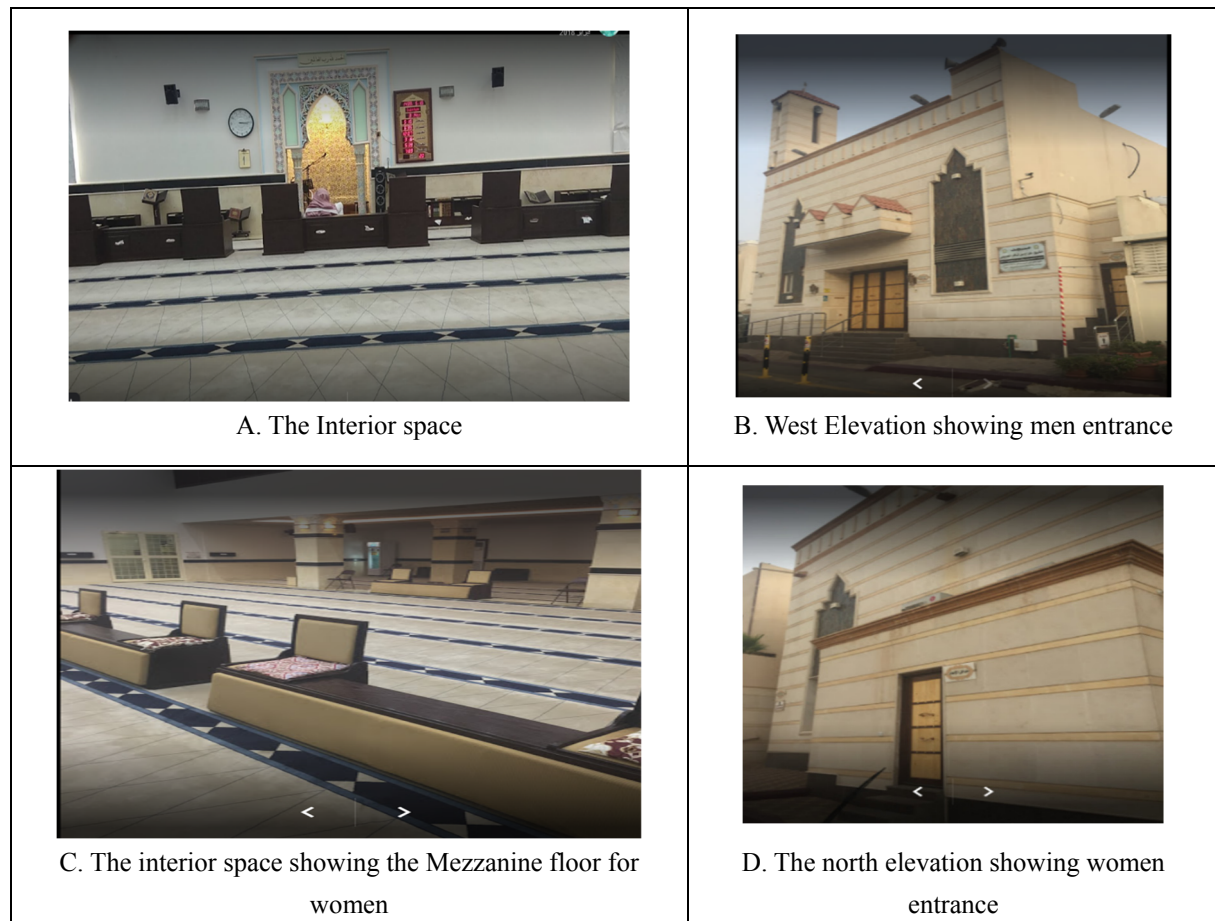 A. The Interior space
B. West Elevation showing men entrance
C. The interior space showing the Mezzanine floor for
women
D. The north elevation showing women
entrance